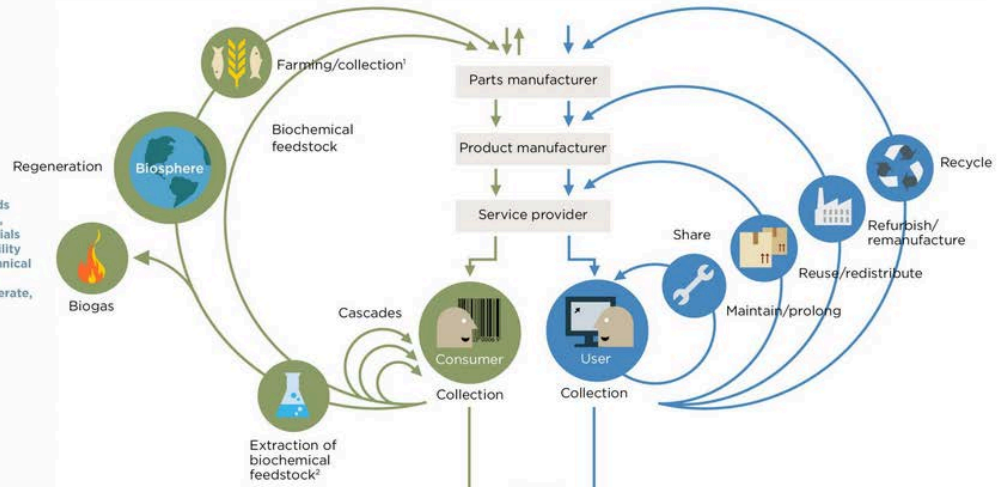 Farming/collection¹
Parts manufacturer
Biochemical
feedstock
Product manufacturer
Regeneration
Biosphere
Recycle
Service provider
Share
Refurbish/
remanufacture
Reuse/redistribute
Biogas
Cascades
Maintain/prolong
Consumer
User
Collection
Collection
Extraction of
biochemical
feedstock²